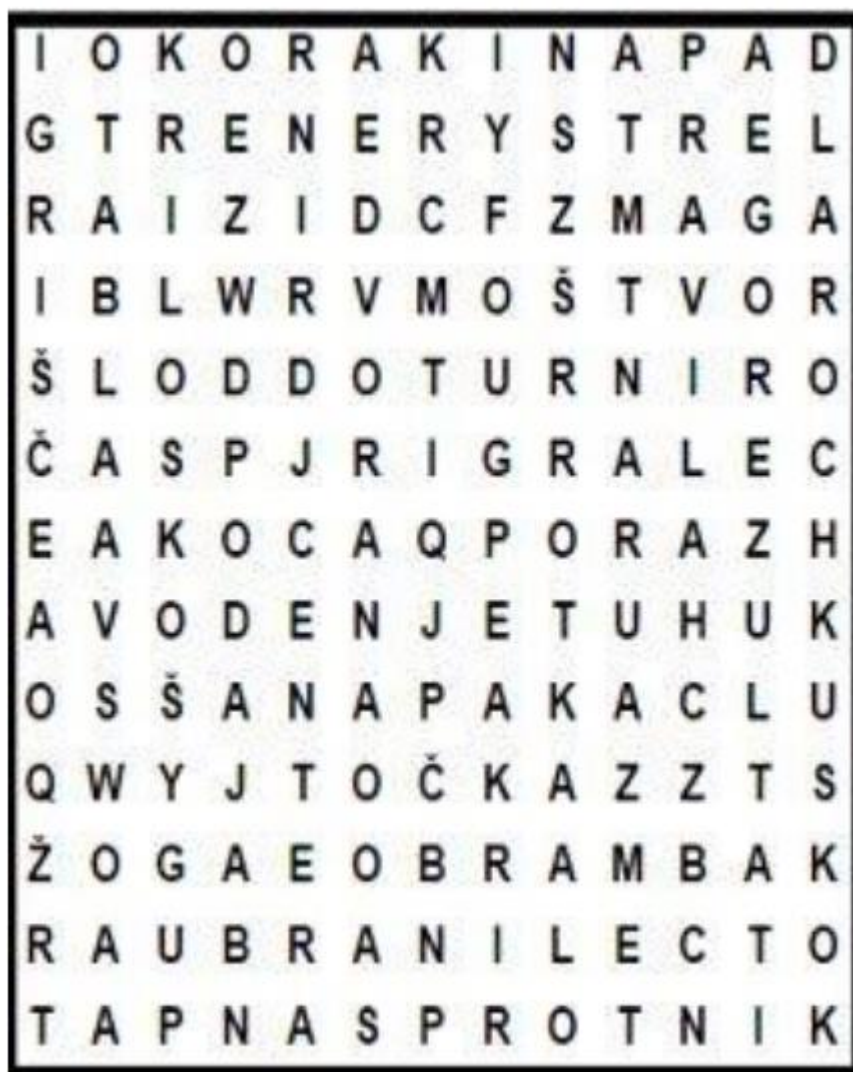 I O K O R A K I N A P A D
G T R E N E R Y S T R E L
R A I Z I D C F Z M A G A
I B L W R V M O Š T V O R
Š L O D D O T U R N I R O
Č A S P J R I G R A L E C
E A K O C A Q P O R A Z H
A V O D E N J E T U H U K
O S Š A N A P A K A C L U
Q W Y J T O Č K A Z Z T S
Ž O G A E O B R A M B A K
R A U B R A N I L E C T O
T A P N A S P R O T N I K